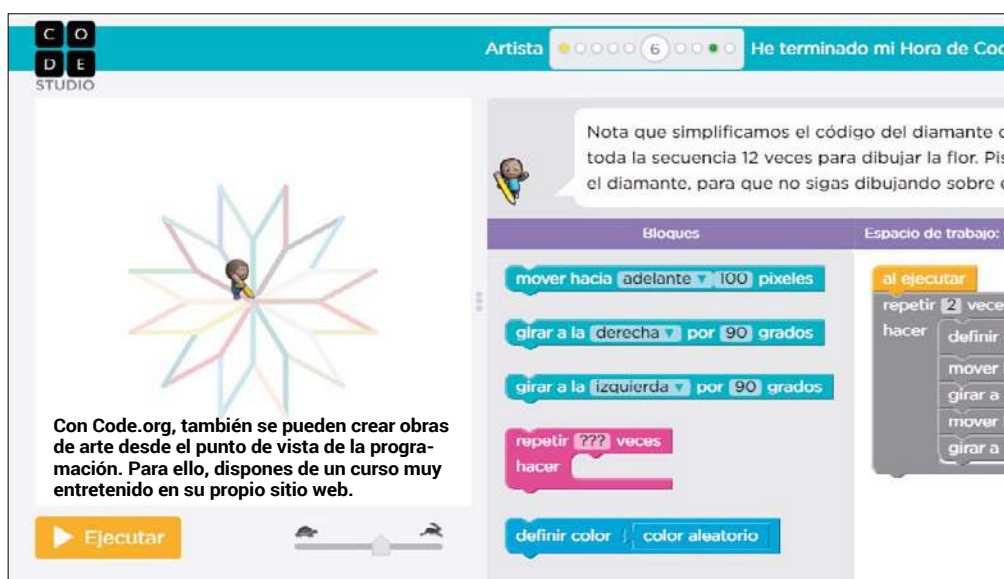 C O
D E
STUDIO
Artista 6 He terminado mi Hora de
Nota que simplificamos el código del diamante
toda la secuencia 12 veces para dibujar la flor.
el diamante, para que no sigas dibujando sobre
Bloques
Espacio de trabajo:
mover hacia adelante 100 pixeles
girar a la derecha por 90 grados
girar a la izquierda por 90 grados
repetir ??? veces
hacer
definir color color aleatorio
al ejecutar
repetir 2
hacer definir
mover
girar a
mover
girar a
Con Code.org, también se pueden crear obras
de arte desde el punto de vista de la progra-
mación. Para ello, dispones de un curso muy
entretenido en su propio sitio web.
Ejecutar